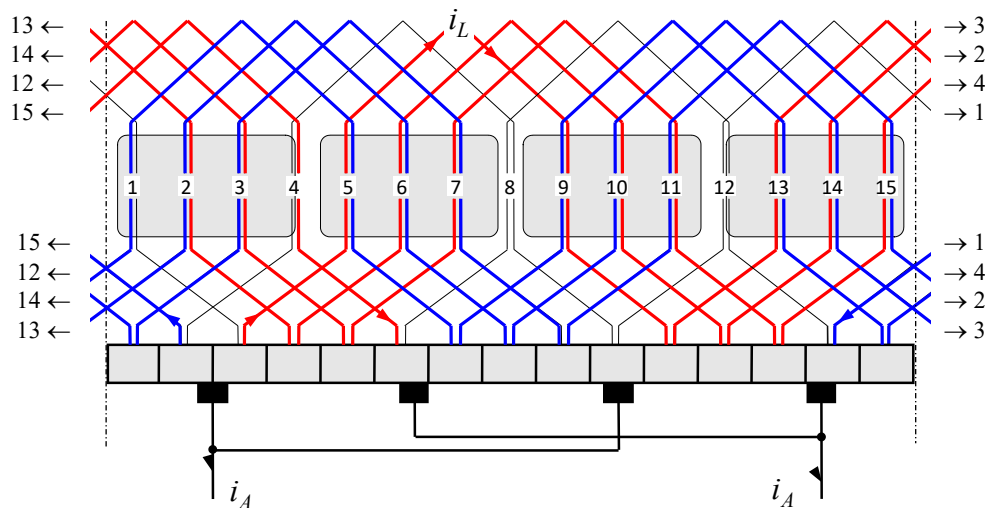 13 ← i_L → 3
14 ← → 2
12 ← → 4
15 ← → 1
1 2 3 4 5 6 7 8 9 10 11 12 13 14 15
15 ← → 1
12 ← → 4
14 ← → 2
13 ← → 3
i_A i_A